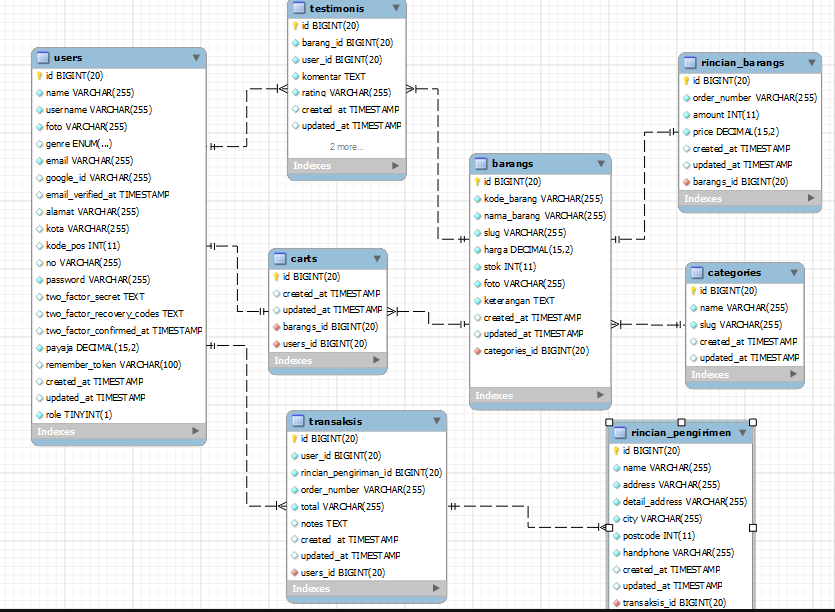 testimonis
id BIGINT(20)
barang_id BIGINT(20)
user_id BIGINT(20)
komentar TEXT
rating VARCHAR(255)
created_at TIMESTAMP
updated_at TIMESTAMP
2 more...
Indexes
users
id BIGINT(20)
name VARCHAR(255)
username VARCHAR(255)
foto VARCHAR(255)
genre ENUM(...)
email VARCHAR(255)
google_id VARCHAR(255)
email_verified_at TIMESTAMP
alamat VARCHAR(255)
kota VARCHAR(255)
kode_pos INT(11)
no VARCHAR(255)
password VARCHAR(255)
two_factor_secret TEXT
two_factor_recovery_codes TEXT
two_factor_confirmed_at TIMESTAMP
payaja DECIMAL(15,2)
remember_token VARCHAR(100)
created_at TIMESTAMP
updated_at TIMESTAMP
role TINYINT(1)
Indexes
rincian_barangs
id BIGINT(20)
order_number VARCHAR(255)
amount INT(11)
price DECIMAL(15,2)
created_at TIMESTAMP
updated_at TIMESTAMP
barangs_id BIGINT(20)
Indexes
barangs
id BIGINT(20)
kode_barang VARCHAR(255)
nama_barang VARCHAR(255)
slug VARCHAR(255)
harga DECIMAL(15,2)
stok INT(11)
foto VARCHAR(255)
keterangan TEXT
created_at TIMESTAMP
updated_at TIMESTAMP
categories_id BIGINT(20)
Indexes
carts
id BIGINT(20)
created_at TIMESTAMP
updated_at TIMESTAMP
barangs_id BIGINT(20)
users_id BIGINT(20)
Indexes
categories
id BIGINT(20)
name VARCHAR(255)
slug VARCHAR(255)
created_at TIMESTAMP
updated_at TIMESTAMP
Indexes
transaksis
id BIGINT(20)
user_id BIGINT(20)
rincian_pengiriman_id BIGINT(20)
order_number VARCHAR(255)
total VARCHAR(255)
notes TEXT
created_at TIMESTAMP
updated_at TIMESTAMP
users_id BIGINT(20)
Indexes
rincian_pengirimen
id BIGINT(20)
name VARCHAR(255)
address VARCHAR(255)
detail_address VARCHAR(255)
city VARCHAR(255)
postcode INT(11)
handphone VARCHAR(255)
created_at TIMESTAMP
updated_at TIMESTAMP
transaksis_id BIGINT(20)